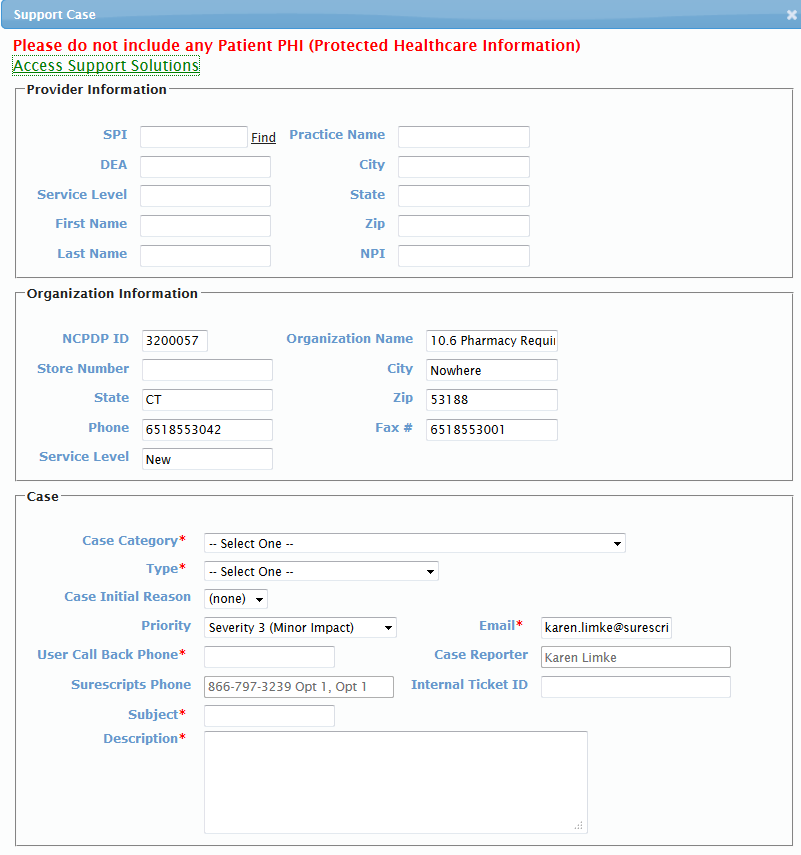 Support Case
Please do not include any Patient PHI (Protected Healthcare Information)
Access Support Solutions
Provider Information
SPI Find Practice Name
DEA City
Service Level State
First Name Zip
Last Name NPI
Organization Information
NCPDP ID 3200057 Organization Name 10.6 Pharmacy Requi
Store Number City Nowhere
State CT Zip 53188
Phone 6518553042 Fax # 6518553001
Service Level New
Case
Case Category* -- Select One --
Type* -- Select One --
Case Initial Reason (none)
Priority Severity 3 (Minor Impact) Email* karen.limke@surescri
User Call Back Phone* Case Reporter Karen Limke
Surescripts Phone 866-797-3239 Opt 1, Opt 1 Internal Ticket ID
Subject*
Description*